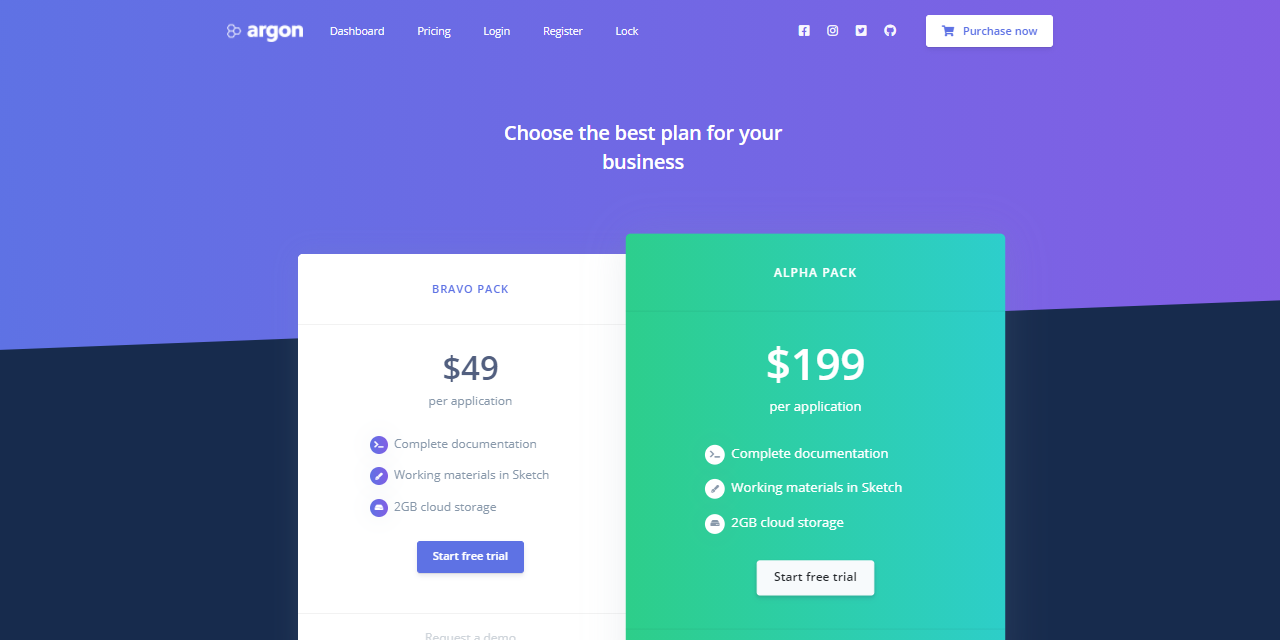 argon
Dashboard
Pricing
Login
Register
Lock
Purchase now
Choose the best plan for your
business
BRAVO PACK
$49
per application
Complete documentation
Working materials in Sketch
2GB cloud storage
Start free trial
Request a demo
ALPHA PACK
$199
per application
Complete documentation
Working materials in Sketch
2GB cloud storage
Start free trial